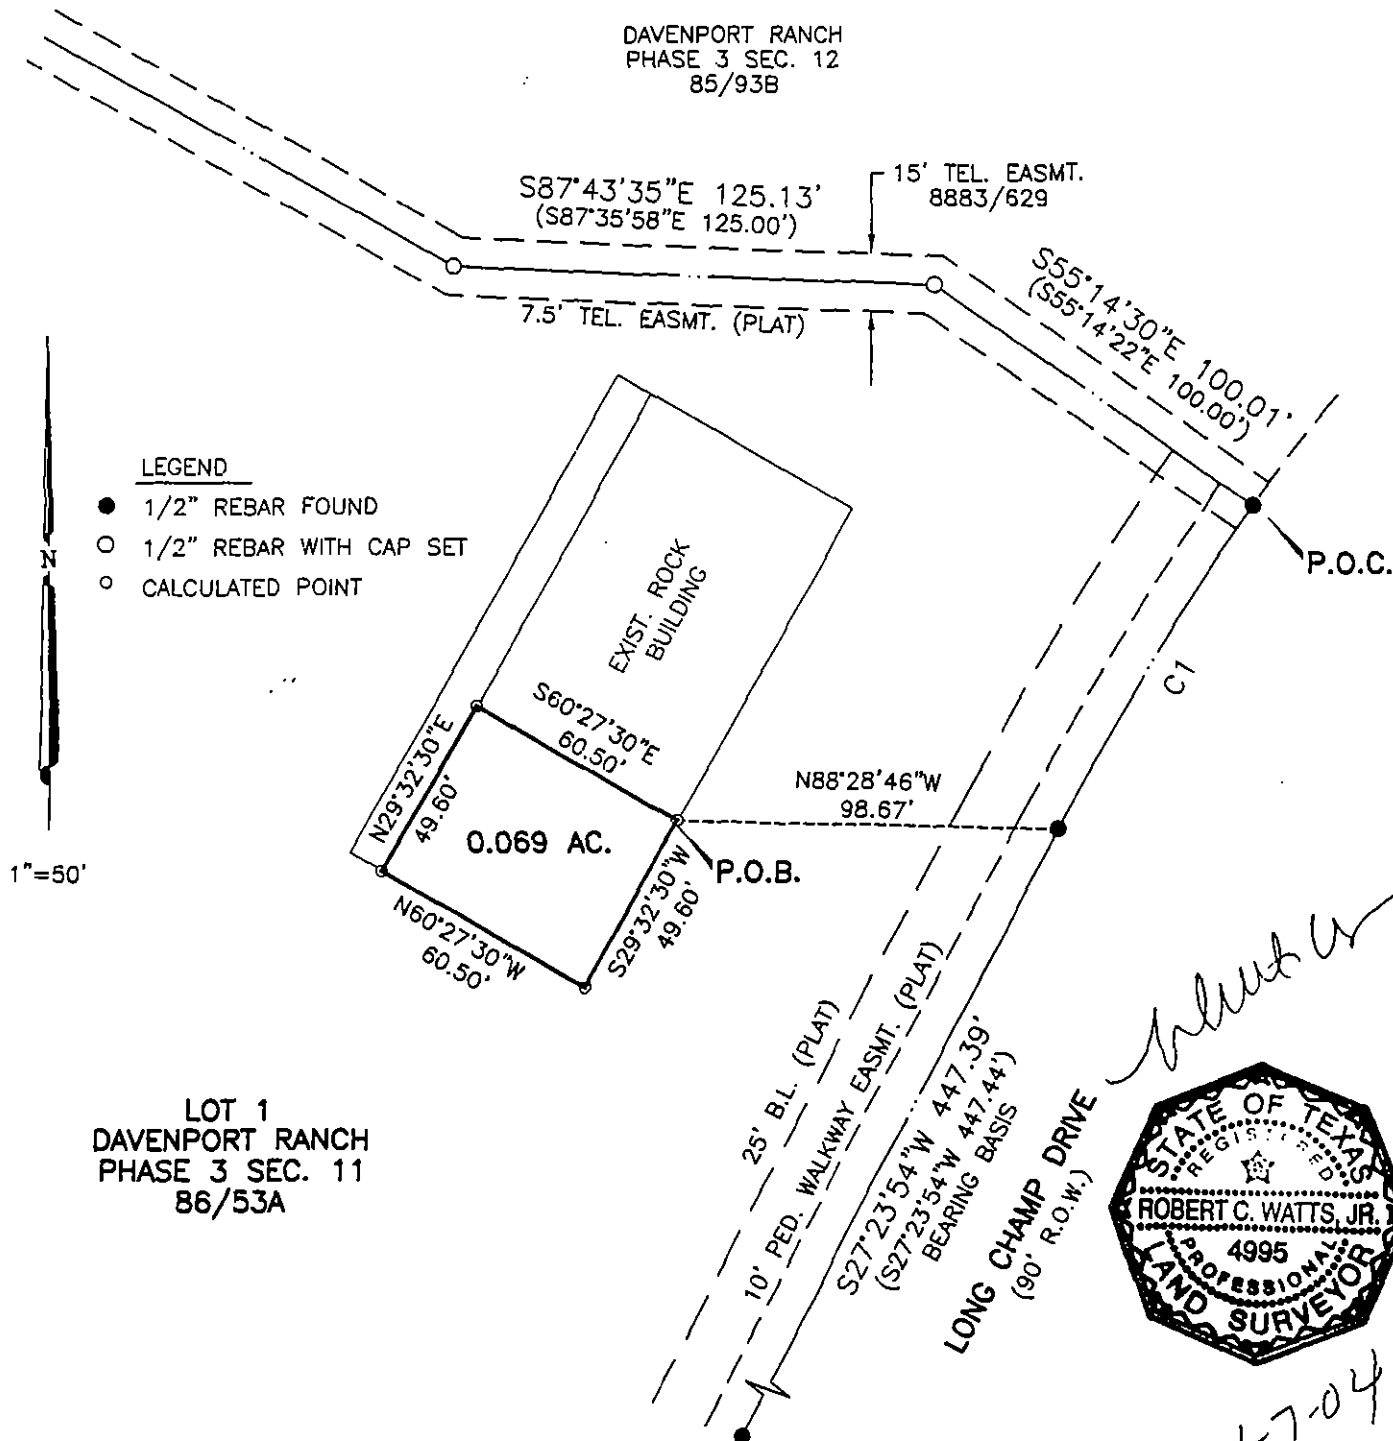 DAVENPORT RANCH
PHASE 3 SEC. 12
85/93B
S87°43'35"E 125.13'
(S87°35'58"E 125.00')
15' TEL. EASMT.
8883/629
S55°14'30"E 100.01'
(S55°14'22"E 100.00')
7.5' TEL. EASMT. (PLAT)
LEGEND
1/2" REBAR FOUND
1/2" REBAR WITH CAP SET
CALCULATED POINT
N
1"=50'
P.O.C.
EXIST. ROCK
BUILDING
C1
S60°27'30"E
60.50'
N29°32'30"E
49.60'
N88°28'46"W
98.67'
0.069 AC.
P.O.B.
S29°32'30"W
49.60'
N60°27'30"W
60.50'
25' B.L. (PLAT)
10' PED. WALKWAY EASMT. (PLAT)
S27°23'54"W 447.39'
(S27°23'54"W 447.44')
BEARING BASIS
LONG CHAMP DRIVE
(90' R.O.W.)
LOT 1
DAVENPORT RANCH
PHASE 3 SEC. 11
86/53A
STATE OF TEXAS
REGISTERED
ROBERT C. WATTS, JR.
4995
PROFESSIONAL
LAND SURVEYOR
-7-04